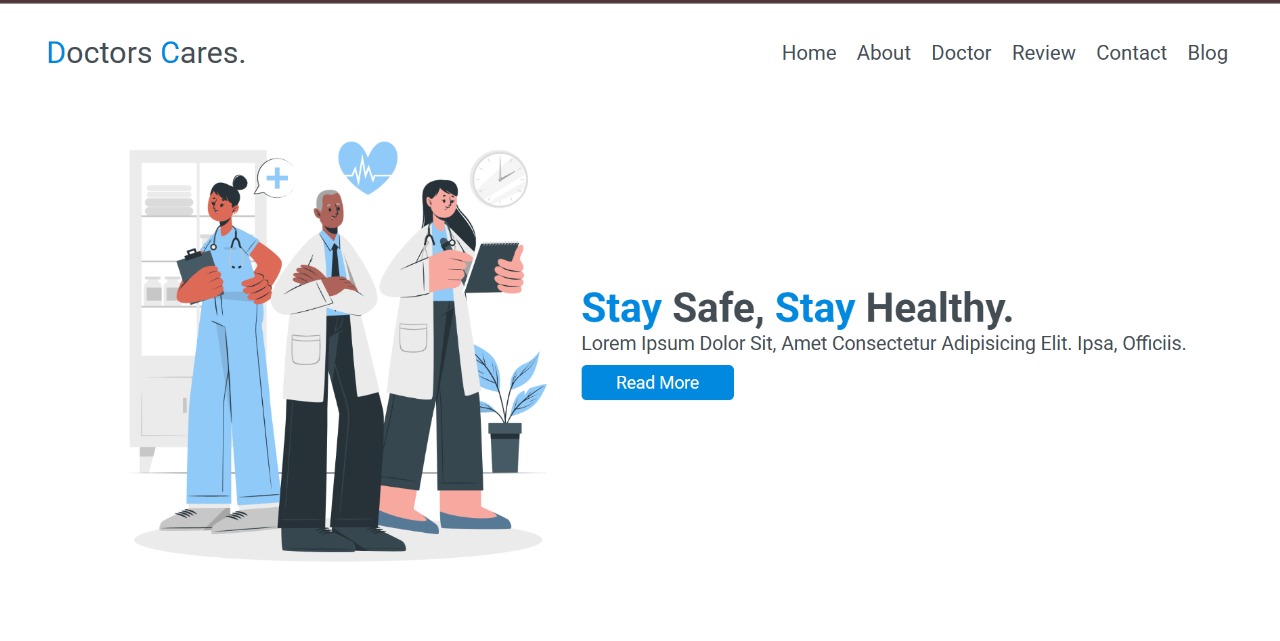 Doctors Cares.
Home About Doctor Review Contact Blog
Stay Safe, Stay Healthy.
Lorem Ipsum Dolor Sit, Amet Consectetur Adipisicing Elit. Ipsa, Officiis.
Read More